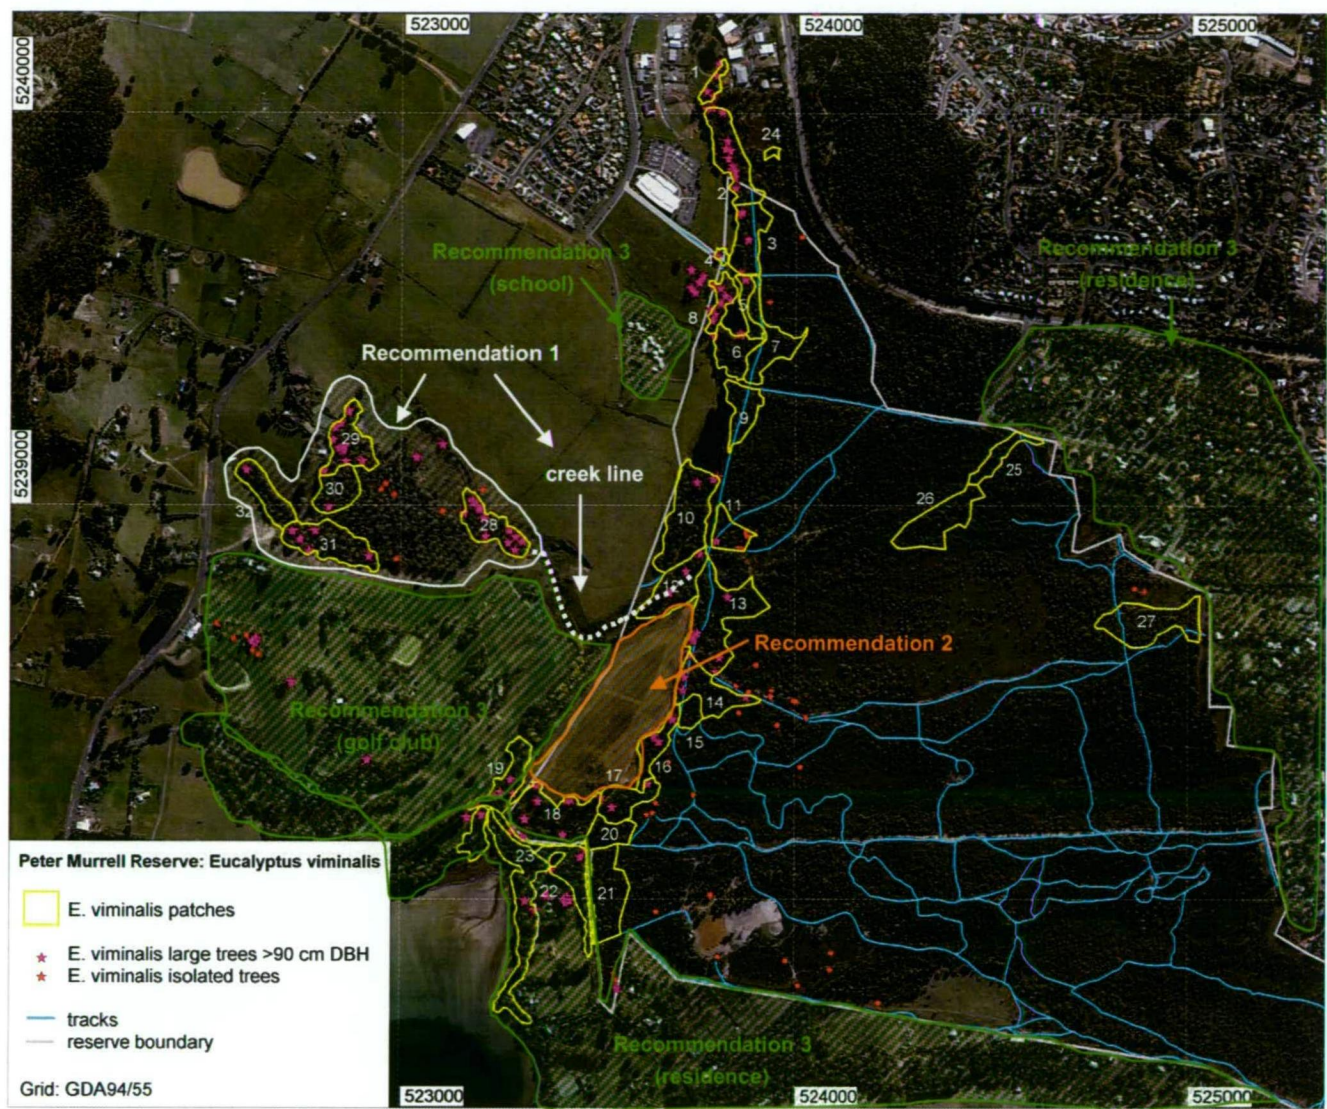 523000
524000
525000
5240000
1
24
2
3
Recommendation 3
(school)
4
Recommendation 3
(residence)
8
6
7
Recommendation 1
9
29
creek line
5239000
25
30
26
10
11
32
28
31
13
27
Recommendation 2
14
Recommendation 3
(golf club)
15
16
19
17
18
20
23
22
21
Peter Murrell Reserve: Eucalyptus viminalis
E. viminalis patches
E. viminalis large trees >90 cm DBH
E. viminalis isolated trees
tracks
reserve boundary
Grid: GDA94/55
Recommendation 3
(residence)
523000
524000
525000